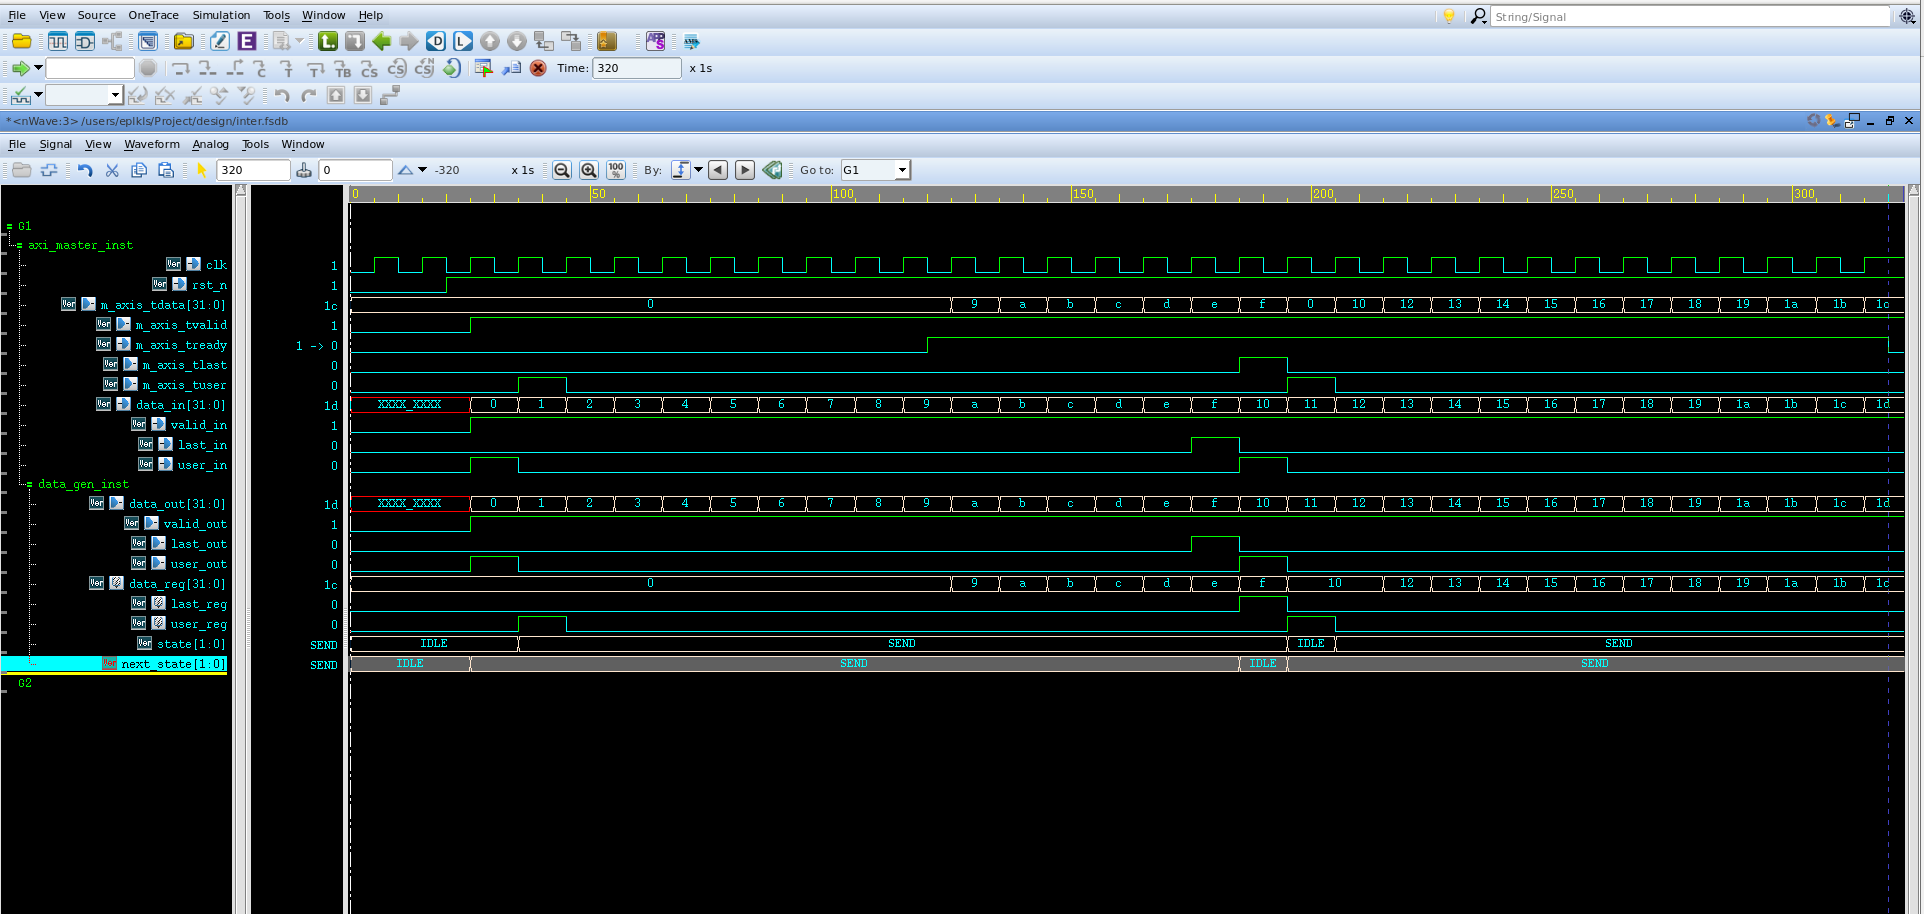 File View Source OneTrace Simulation Tools Window Help String/Signal
Time: 320 x 1s
*<nWave:3> /users/eplkls/Project/design/inter.fsdb
File Signal View Waveform Analog Tools Window
320 0 -320 x 1s 100 % By: Go to: G1
0 50 100 150 200 250 300
G1
axi_master_inst
clk 1
rst_n 1
m_axis_tdata[31:0] 1c 0 9 a b c d e f 0 10 12 13 14 15 16 17 18 19 1a 1b 1c
m_axis_tvalid 1
m_axis_tready 1 -> 0
m_axis_tlast 0
m_axis_tuser 0
data_in[31:0] 1d XXXX_XXXX 0 1 2 3 4 5 6 7 8 9 a b c d e f 10 11 12 13 14 15 16 17 18 19 1a 1b 1c 1d
valid_in 1
last_in 0
user_in 0
data_gen_inst
data_out[31:0] 1d XXXX_XXXX 0 1 2 3 4 5 6 7 8 9 a b c d e f 10 11 12 13 14 15 16 17 18 19 1a 1b 1c 1d
valid_out 1
last_out 0
user_out 0
data_reg[31:0] 1c 0 9 a b c d e f 10 12 13 14 15 16 17 18 19 1a 1b 1c
last_reg 0
user_reg 0
state[1:0] SEND IDLE SEND IDLE SEND
next_state[1:0] SEND IDLE SEND IDLE SEND
G2